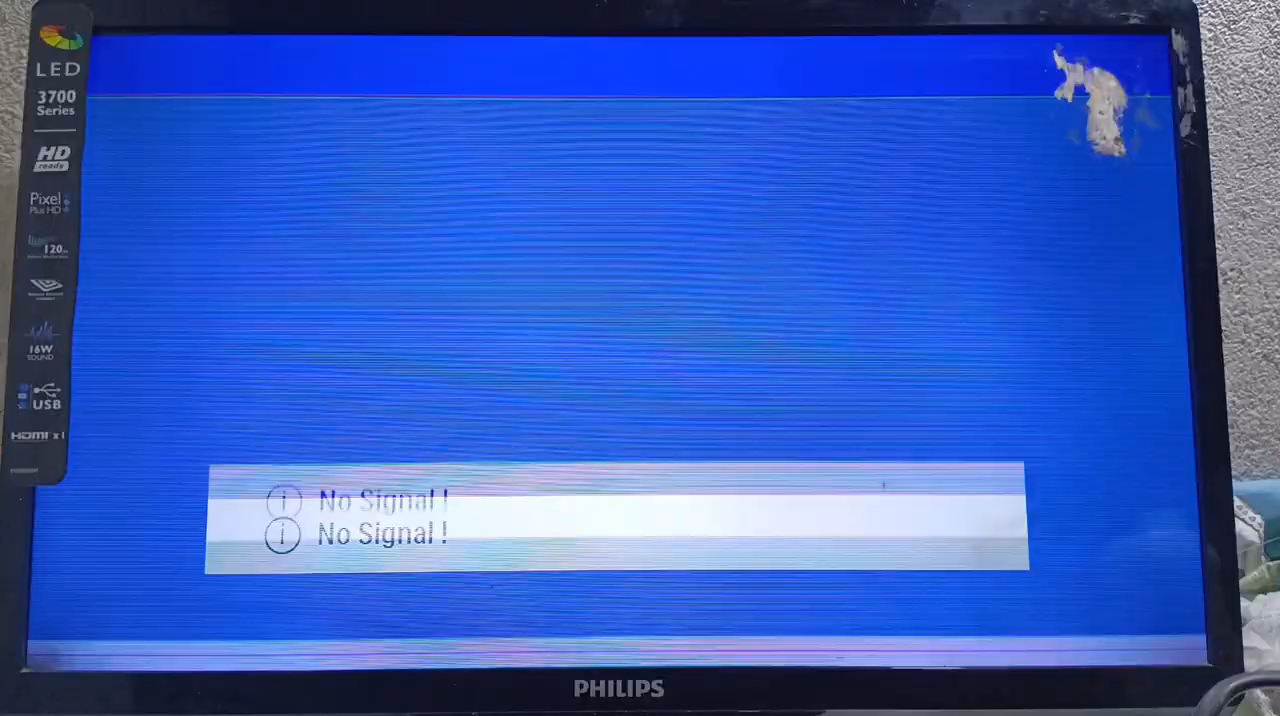 LED
3700
Series
HD
ready
Pixel
Plus HD
120
16W
SOUND
USB
HDMI x1
No Signal !
No Signal !
PHILIPS